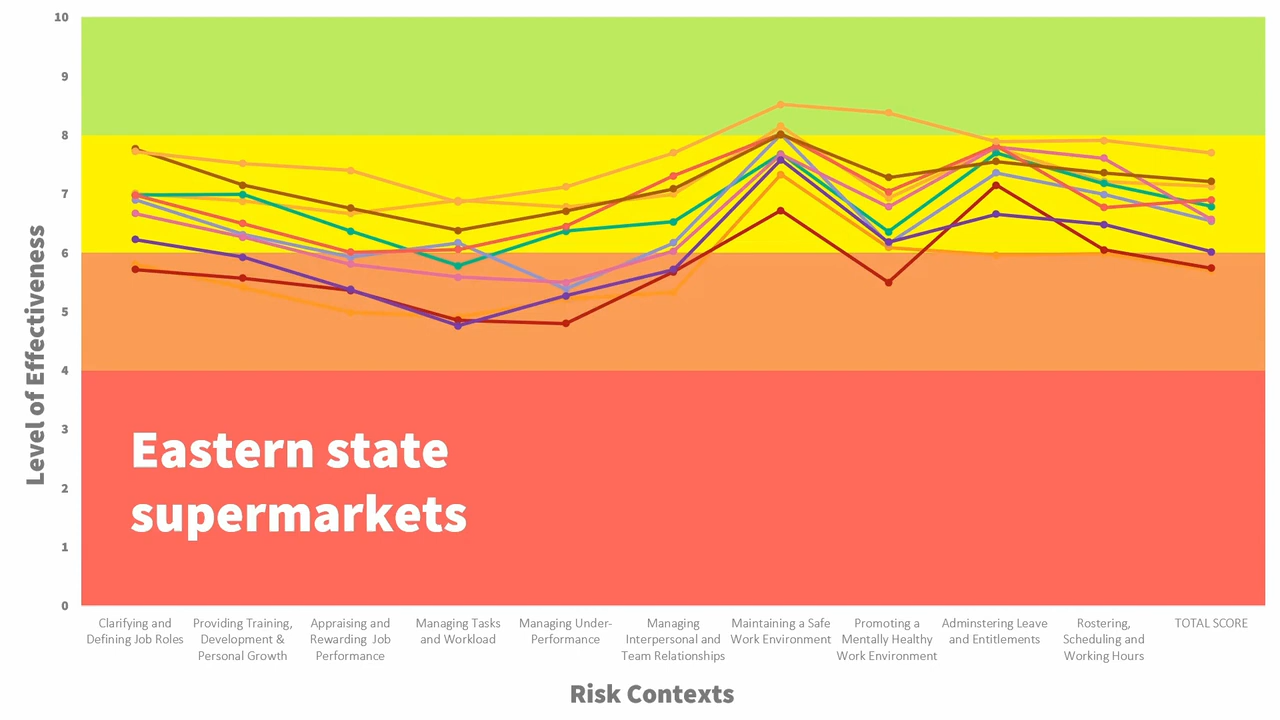 10
9
8
7
6
5
4
3
2
1
0
Level of Effectiveness
Eastern state
supermarkets
Clarifying and
Defining Job Roles
Providing Training,
Development &
Personal Growth
Appraising and
Rewarding Job
Performance
Managing Tasks
and Workload
Managing Under-
Performance
Managing
Interpersonal and
Team Relationships
Maintaining a Safe
Work Environment
Promoting a
Mentally Healthy
Work Environment
Adminstering Leave
and Entitlements
Rostering,
Scheduling and
Working Hours
TOTAL SCORE
Risk Contexts